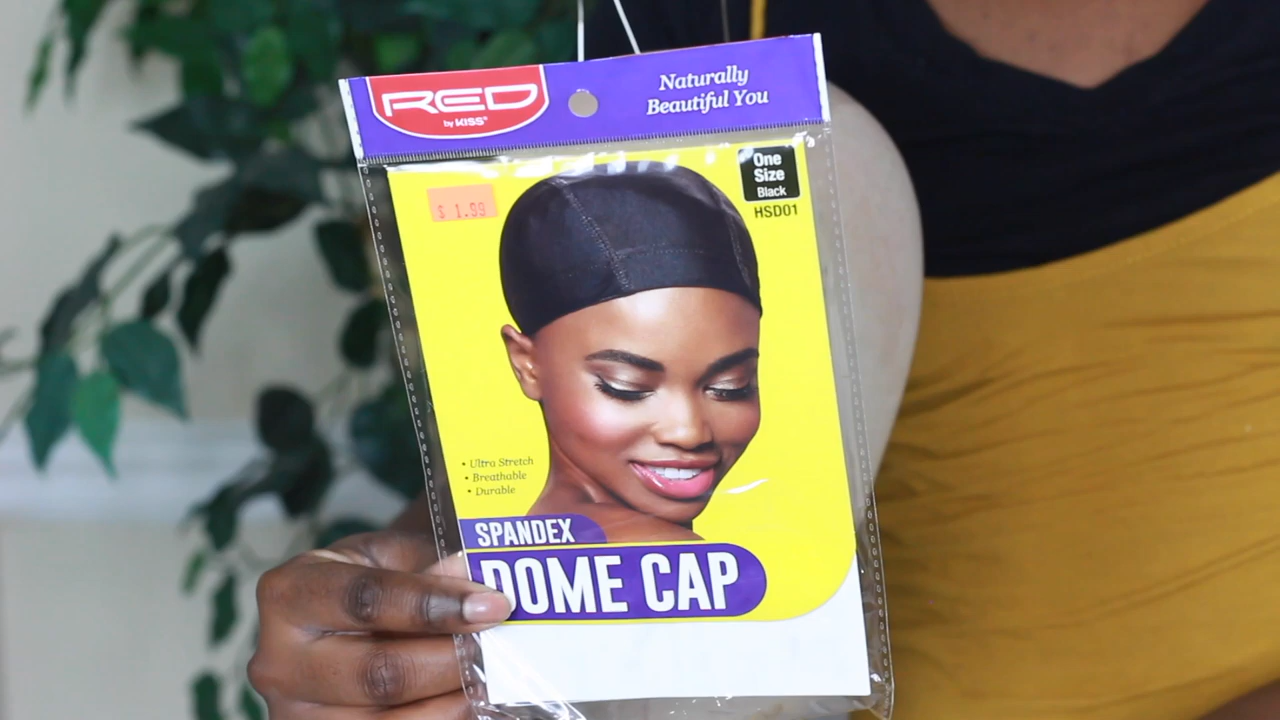 RED
by KISS®
Naturally
Beautiful You
$ 1.99
One
Size
Black
HSD01
• Ultra Stretch
• Breathable
• Durable
SPANDEX
DOME CAP